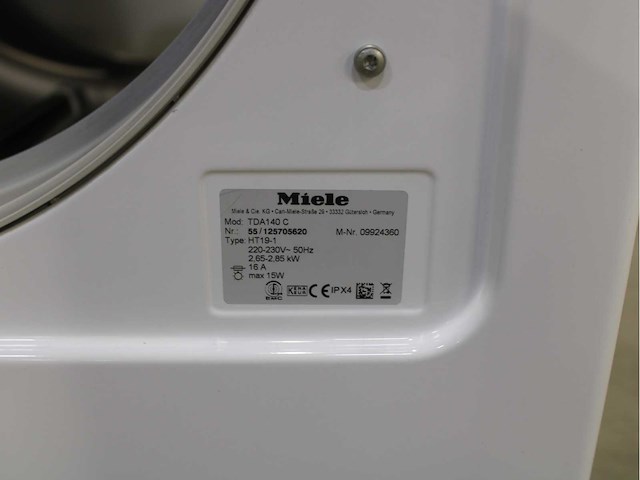 Miele
Miele & Cie. KG • Carl-Miele-Straße 29 • 33332 Gütersloh • Germany
Mod: TDA140 C
Nr.: 55/125705620 M-Nr. 09924360
Type: HT19-1
220-230V~ 50Hz
2,65-2,85 kW
16 A
max 15W
CE IPX4